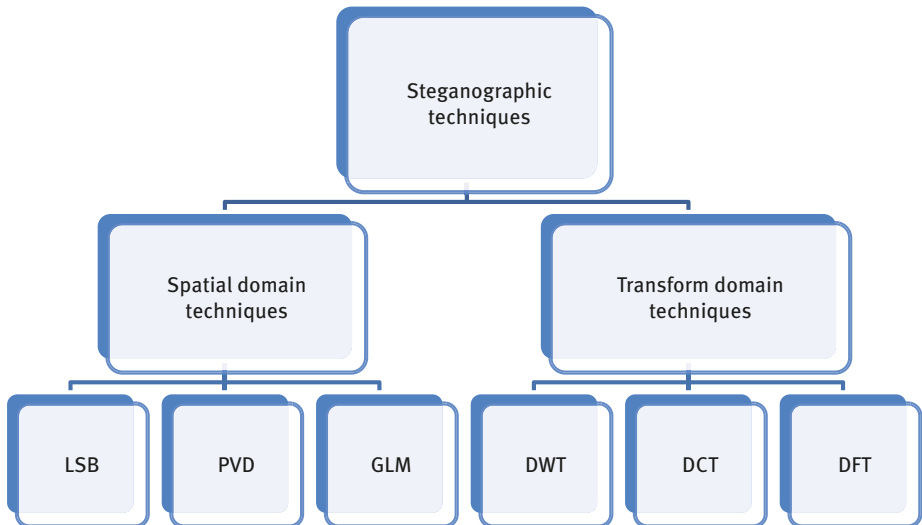 Steganographic
techniques
Spatial domain
techniques
Transform domain
techniques
LSB
PVD
GLM
DWT
DCT
DFT